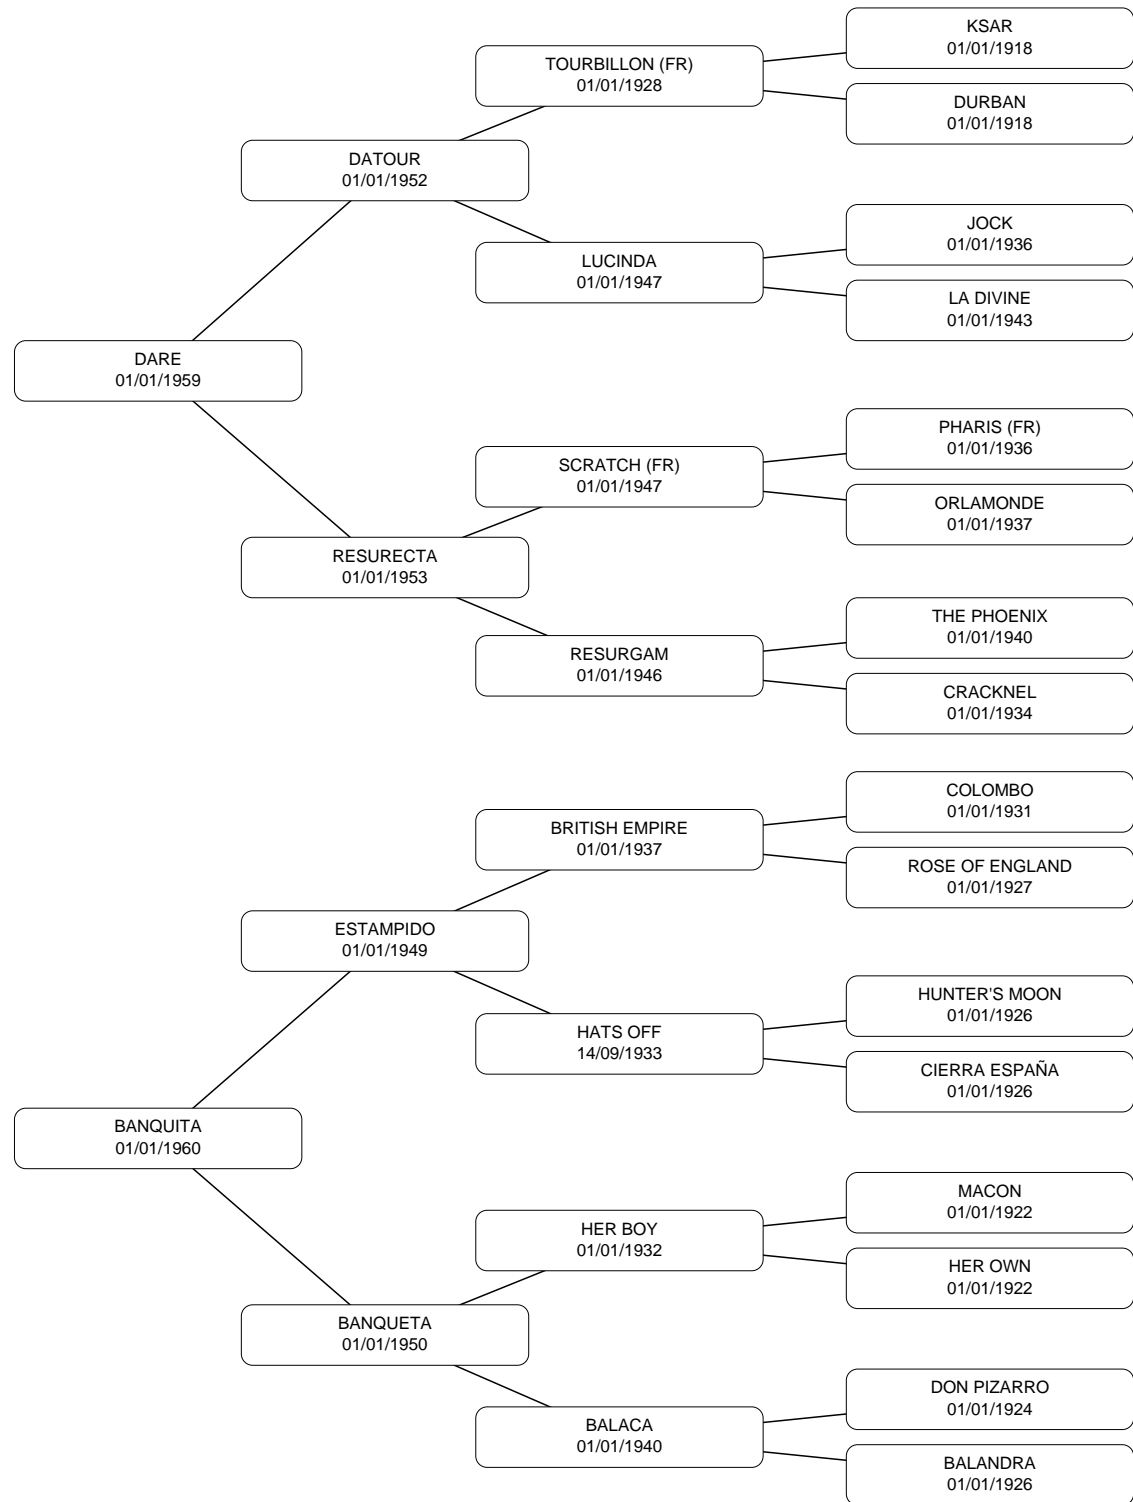 KSAR
01/01/1918
TOURBILLON (FR)
01/01/1928
DURBAN
01/01/1918
DATOUR
01/01/1952
JOCK
01/01/1936
LUCINDA
01/01/1947
LA DIVINE
01/01/1943
DARE
01/01/1959
PHARIS (FR)
01/01/1936
SCRATCH (FR)
01/01/1947
ORLAMONDE
01/01/1937
RESURECTA
01/01/1953
THE PHOENIX
01/01/1940
RESURGAM
01/01/1946
CRACKNEL
01/01/1934
COLOMBO
01/01/1931
BRITISH EMPIRE
01/01/1937
ROSE OF ENGLAND
01/01/1927
ESTAMPIDO
01/01/1949
HUNTER'S MOON
01/01/1926
HATS OFF
14/09/1933
CIERRA ESPAÑA
01/01/1926
BANQUITA
01/01/1960
MACON
01/01/1922
HER BOY
01/01/1932
HER OWN
01/01/1922
BANQUETA
01/01/1950
DON PIZARRO
01/01/1924
BALACA
01/01/1940
BALANDRA
01/01/1926